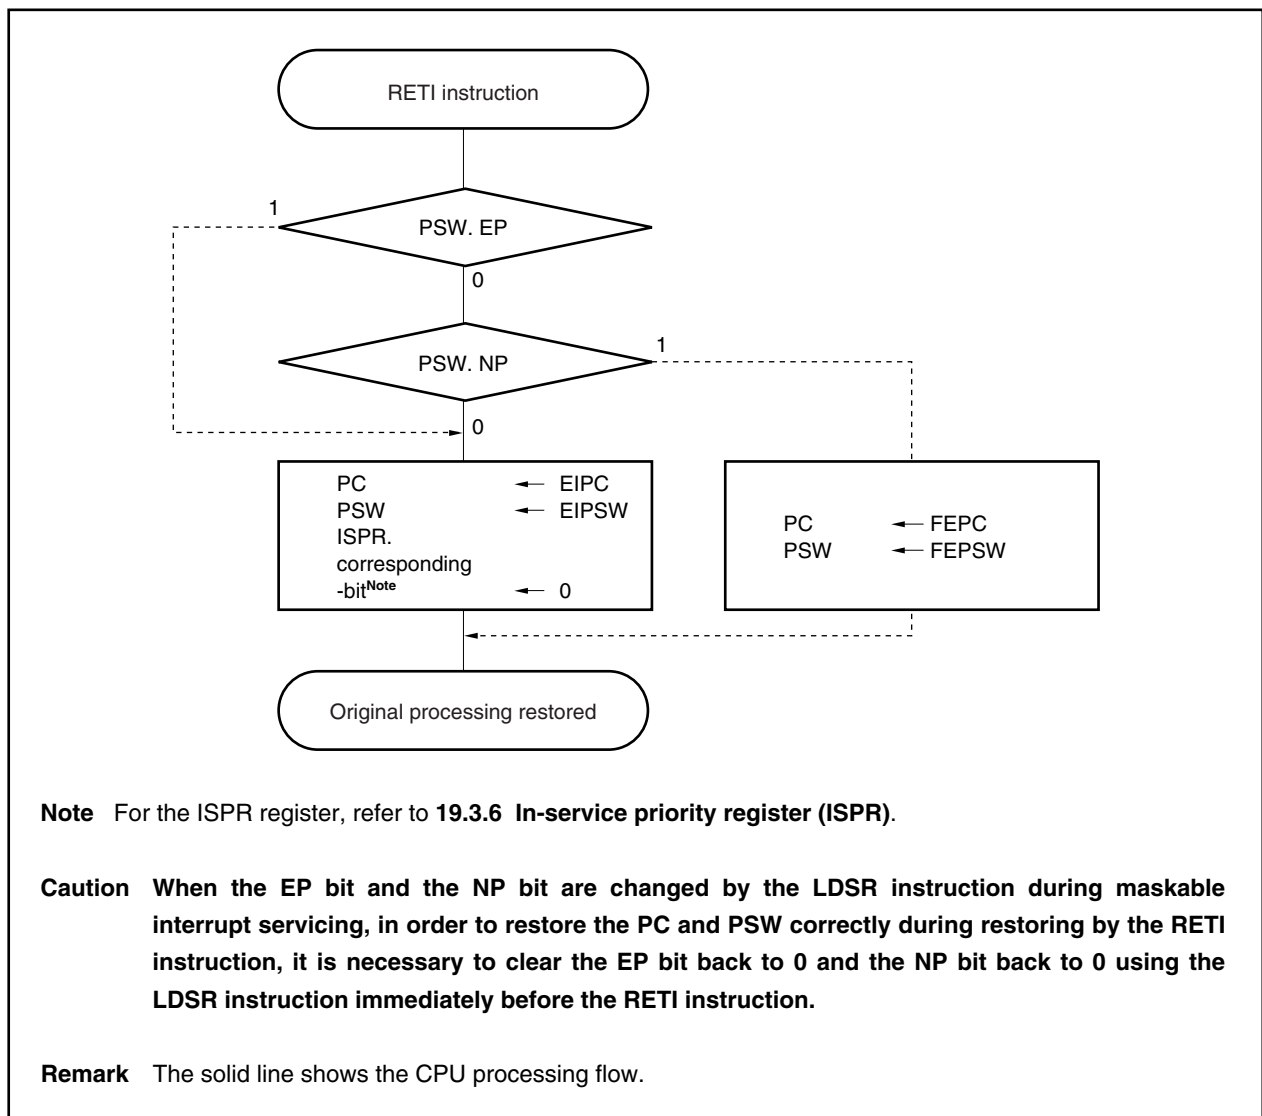 RETI instruction
1
PSW. EP
0
PSW. NP
1
0
PC ← EIPC
PSW ← EIPSW
ISPR.
corresponding
-bitNote ← 0
PC ← FEPC
PSW ← FEPSW
Original processing restored
Note For the ISPR register, refer to 19.3.6 In-service priority register (ISPR).
Caution When the EP bit and the NP bit are changed by the LDSR instruction during maskable
interrupt servicing, in order to restore the PC and PSW correctly during restoring by the RETI
instruction, it is necessary to clear the EP bit back to 0 and the NP bit back to 0 using the
LDSR instruction immediately before the RETI instruction.
Remark The solid line shows the CPU processing flow.